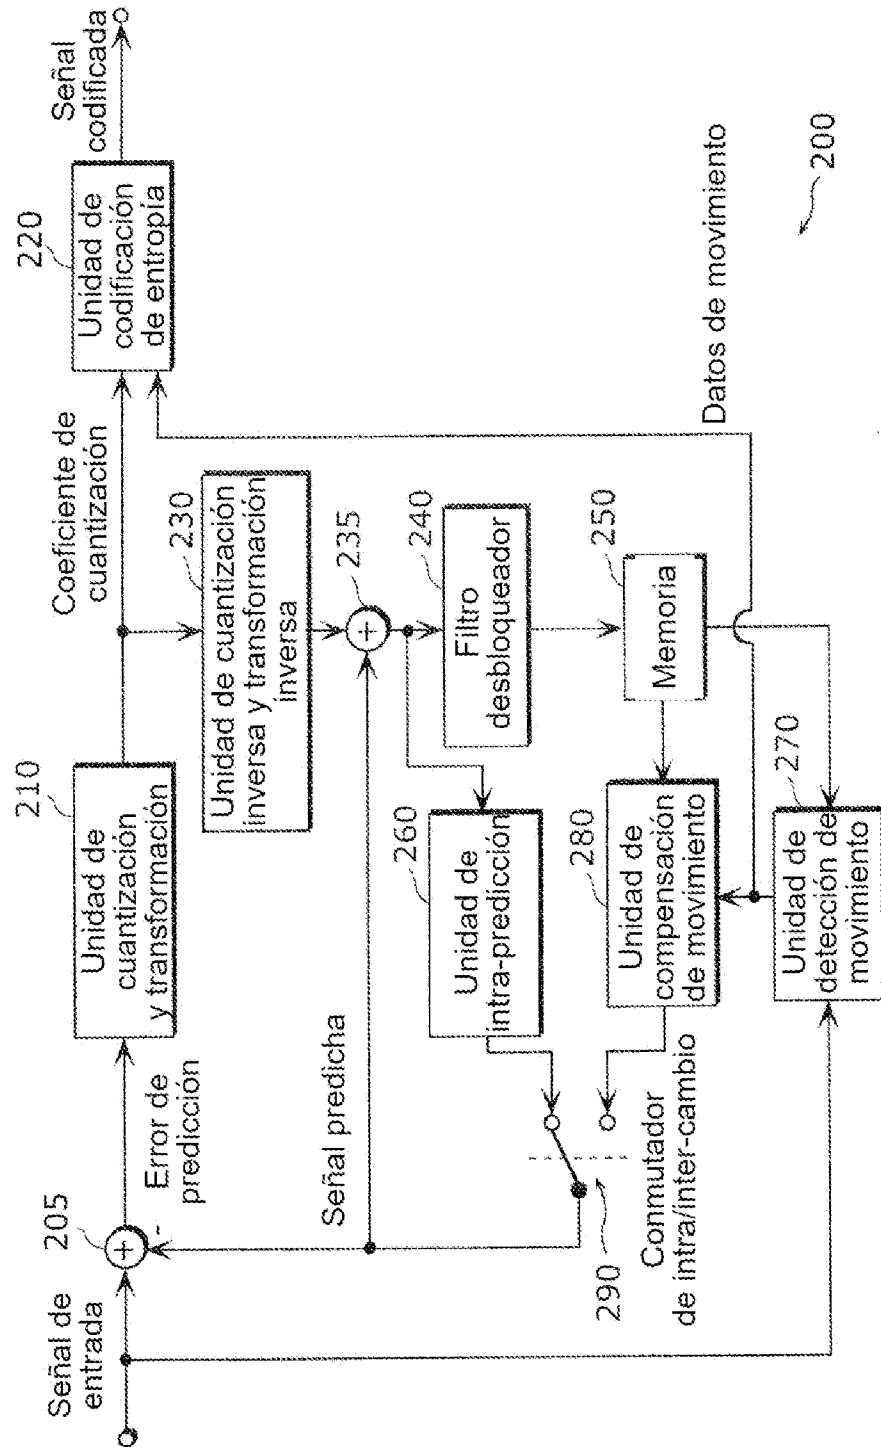 Señal de
entrada
205
-
+
Error de
predicción
210
Unidad de
cuantización
y transformación
Coeficiente de
cuantización
220
Unidad de
codificación
de entropía
Señal
codificada
230
Unidad de cuantización
inversa y transformación
inversa
235
+
Señal predicha
240
Filtro
desbloqueador
250
Memoria
260
Unidad de
intra-predicción
280
Unidad de
compensación
de movimiento
270
Unidad de
detección de
movimiento
290
Conmutador
de intra/inter-cambio
Datos de movimiento
200